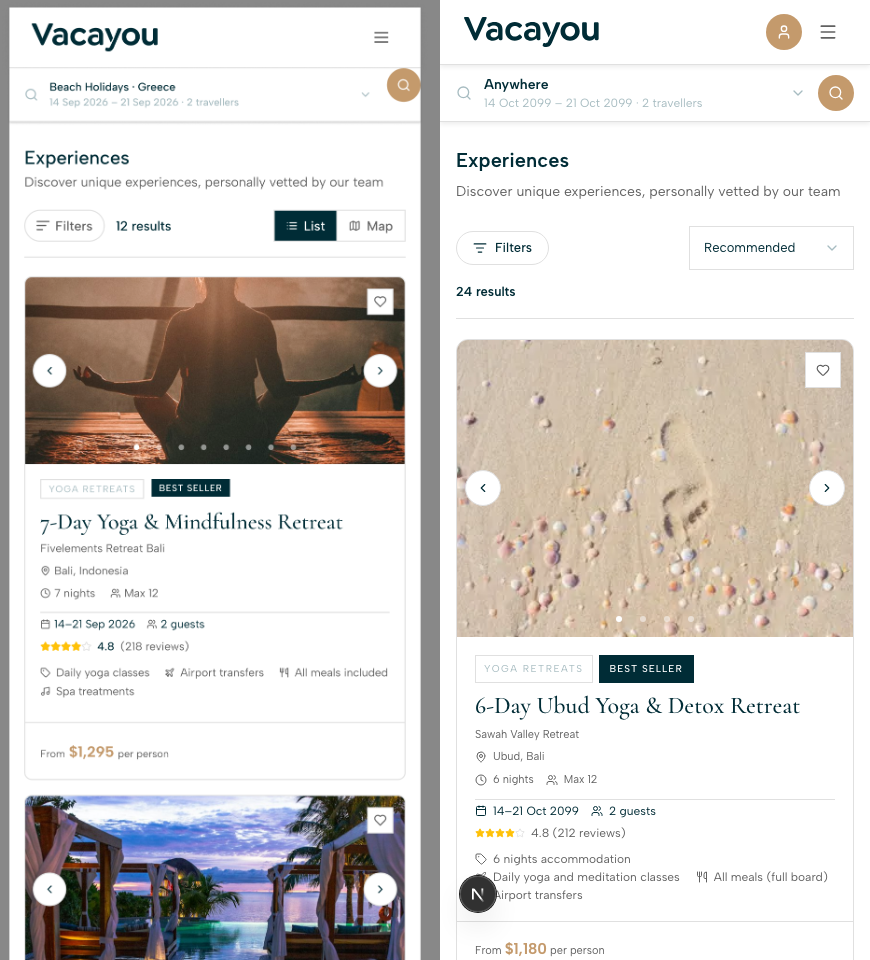 Vacayou
Beach Holidays · Greece
14 Sep 2026 – 21 Sep 2026 · 2 travellers
Experiences
Discover unique experiences, personally vetted by our team
Filters
12 results
List
Map
YOGA RETREATS
BEST SELLER
7-Day Yoga & Mindfulness Retreat
Fivelements Retreat Bali
Bali, Indonesia
7 nights
Max 12
14–21 Sep 2026
2 guests
4.8 (218 reviews)
Daily yoga classes
Airport transfers
All meals included
Spa treatments
From $1,295 per person
Vacayou
Anywhere
14 Oct 2099 – 21 Oct 2099 · 2 travellers
Experiences
Discover unique experiences, personally vetted by our team
Filters
Recommended
24 results
YOGA RETREATS
BEST SELLER
6-Day Ubud Yoga & Detox Retreat
Sawah Valley Retreat
Ubud, Bali
6 nights
Max 12
14–21 Oct 2099
2 guests
4.8 (212 reviews)
6 nights accommodation
Daily yoga and meditation classes
All meals (full board)
Airport transfers
N
From $1,180 per person